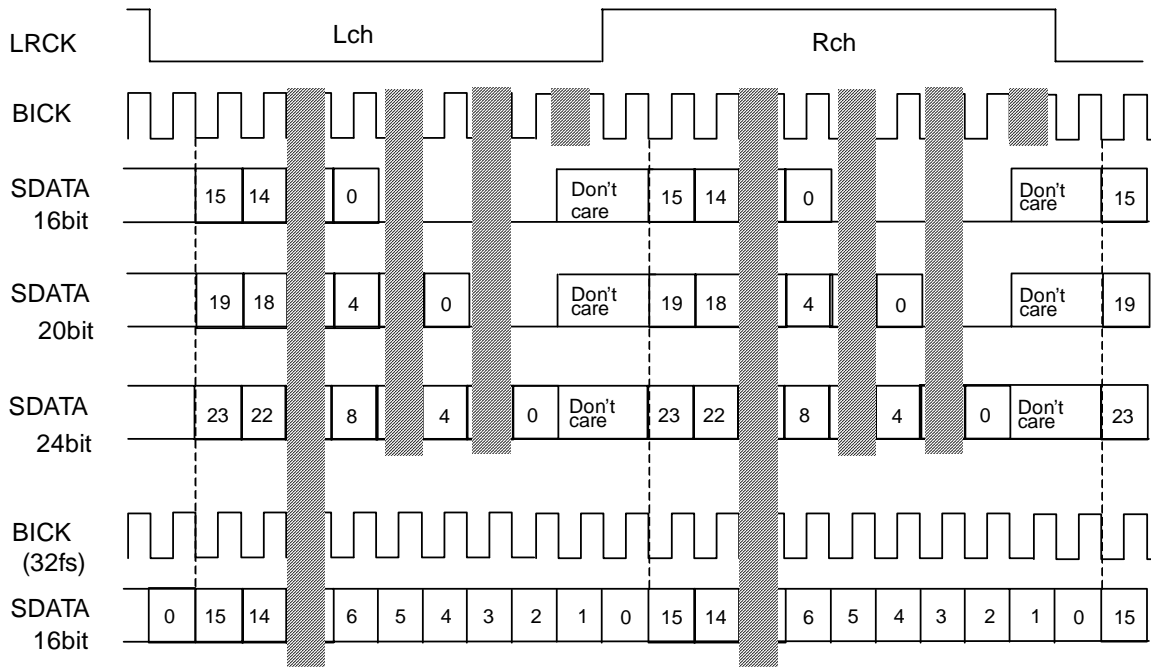 LRCK Lch Rch
BICK
SDATA 15 14 0 Don't 15 14 0 Don't 15
16bit care care
SDATA 19 18 4 0 Don't 19 18 4 0 Don't 19
20bit care care
SDATA 23 22 8 4 0 Don't 23 22 8 4 0 Don't 23
24bit care care
BICK
(32fs)
SDATA 0 15 14 6 5 4 3 2 1 0 15 14 6 5 4 3 2 1 0 15
16bit